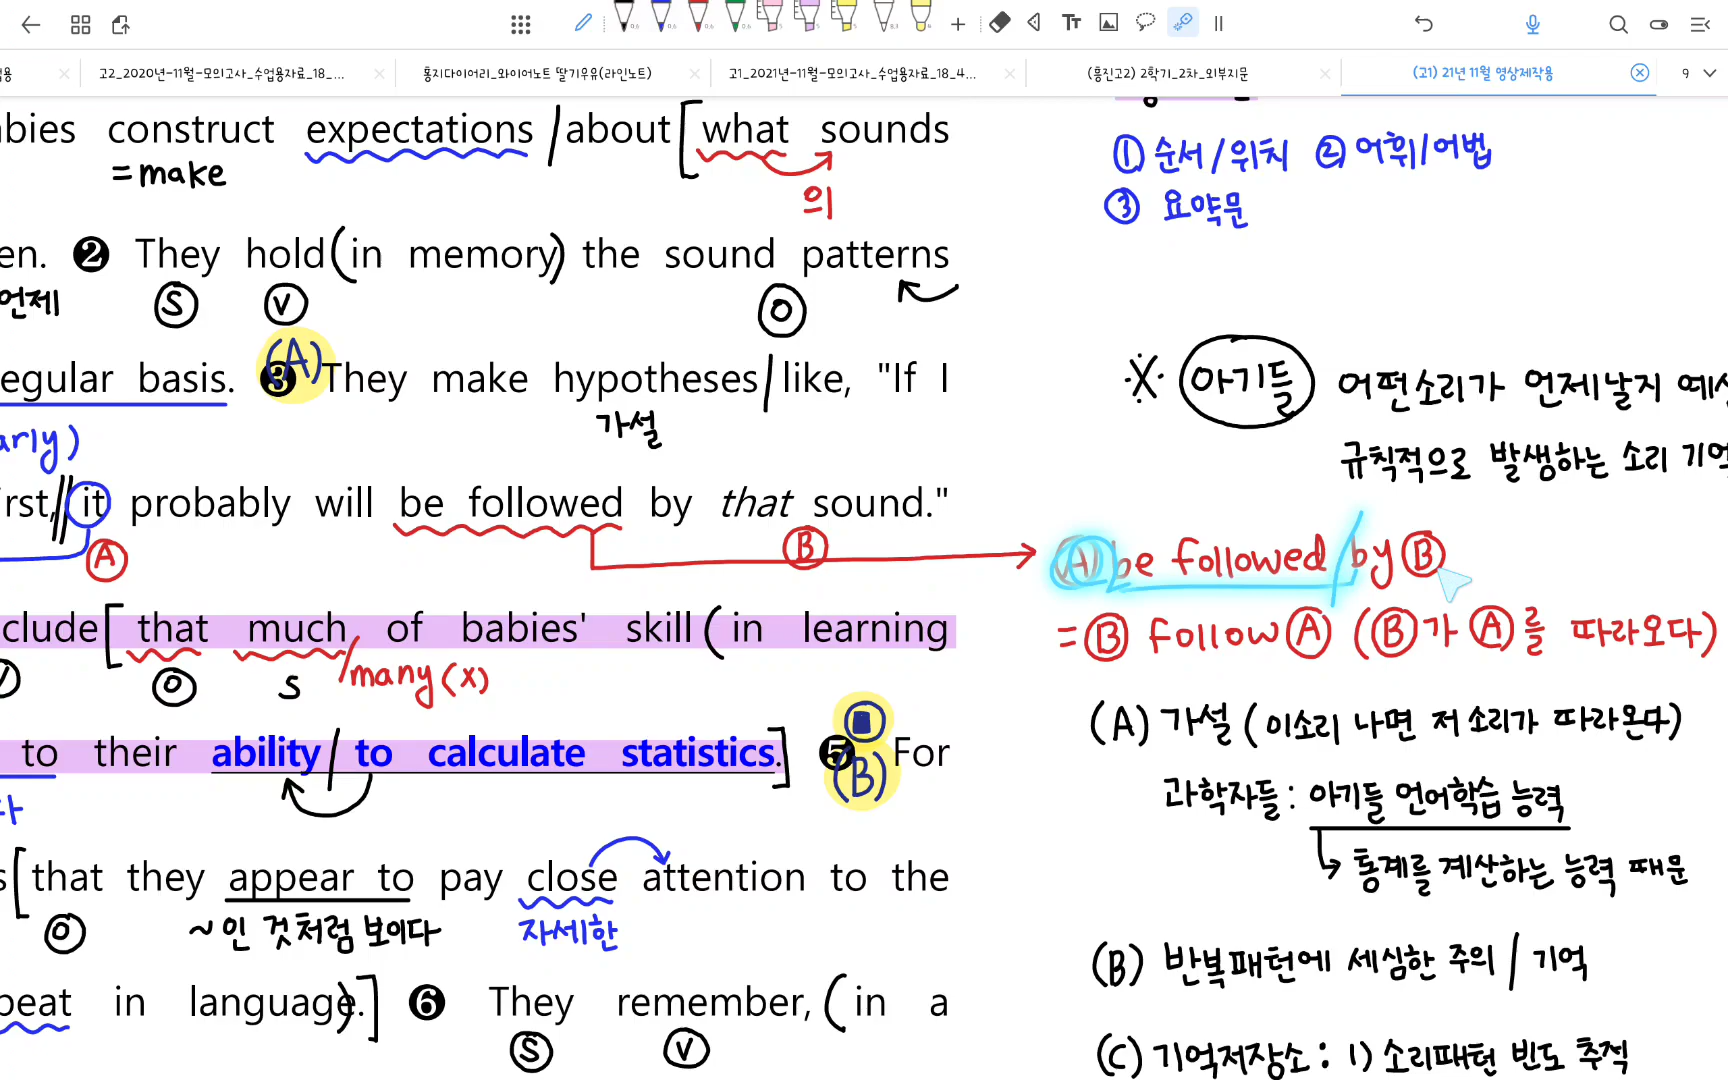 고2_2020년-11월-모의고사_수업용자료_18_...
홍지다이어리_와이어노트 딸기우유(라인노트)
고1_2021년-11월-모의고사_수업용자료_18_4...
(홍진고2) 2학기_2차_외부지문
(고1) 21년 11월 영상제작용
9
construct expectations / about [ what sounds
= make
의
① 순서/위치 ② 어휘/어법
③ 요약문
en. ❷ They hold (in memory) the sound patterns
언제 S V O
egular basis. (A) ❸ They make hypotheses / like, "If I
가설
arly)
※ 아기들 어떤소리가 언제날지
규칙적으로 발생하는 소리
irst, // it probably will be followed by that sound."
A B
(A) be followed / by B
= B follow A (B가 A를 따라오다)
clude [ that much of babies' skill ( in learning
O S /many(x)
(A) 가설 (이소리 나면 저 소리가 따라온다)
to their ability / to calculate statistics.] ❺ (B) For
과학자들 : 아기들 언어학습 능력
↳ 통계를 계산하는 능력 때문
s [ that they appear to pay close attention to the
O ~인 것처럼 보이다 자세한
(B) 반복패턴에 세심한 주의 / 기억
peat in language).] ❻ They remember, ( in a
S V
(C) 기억저장소 : 1) 소리패턴 빈도 추적